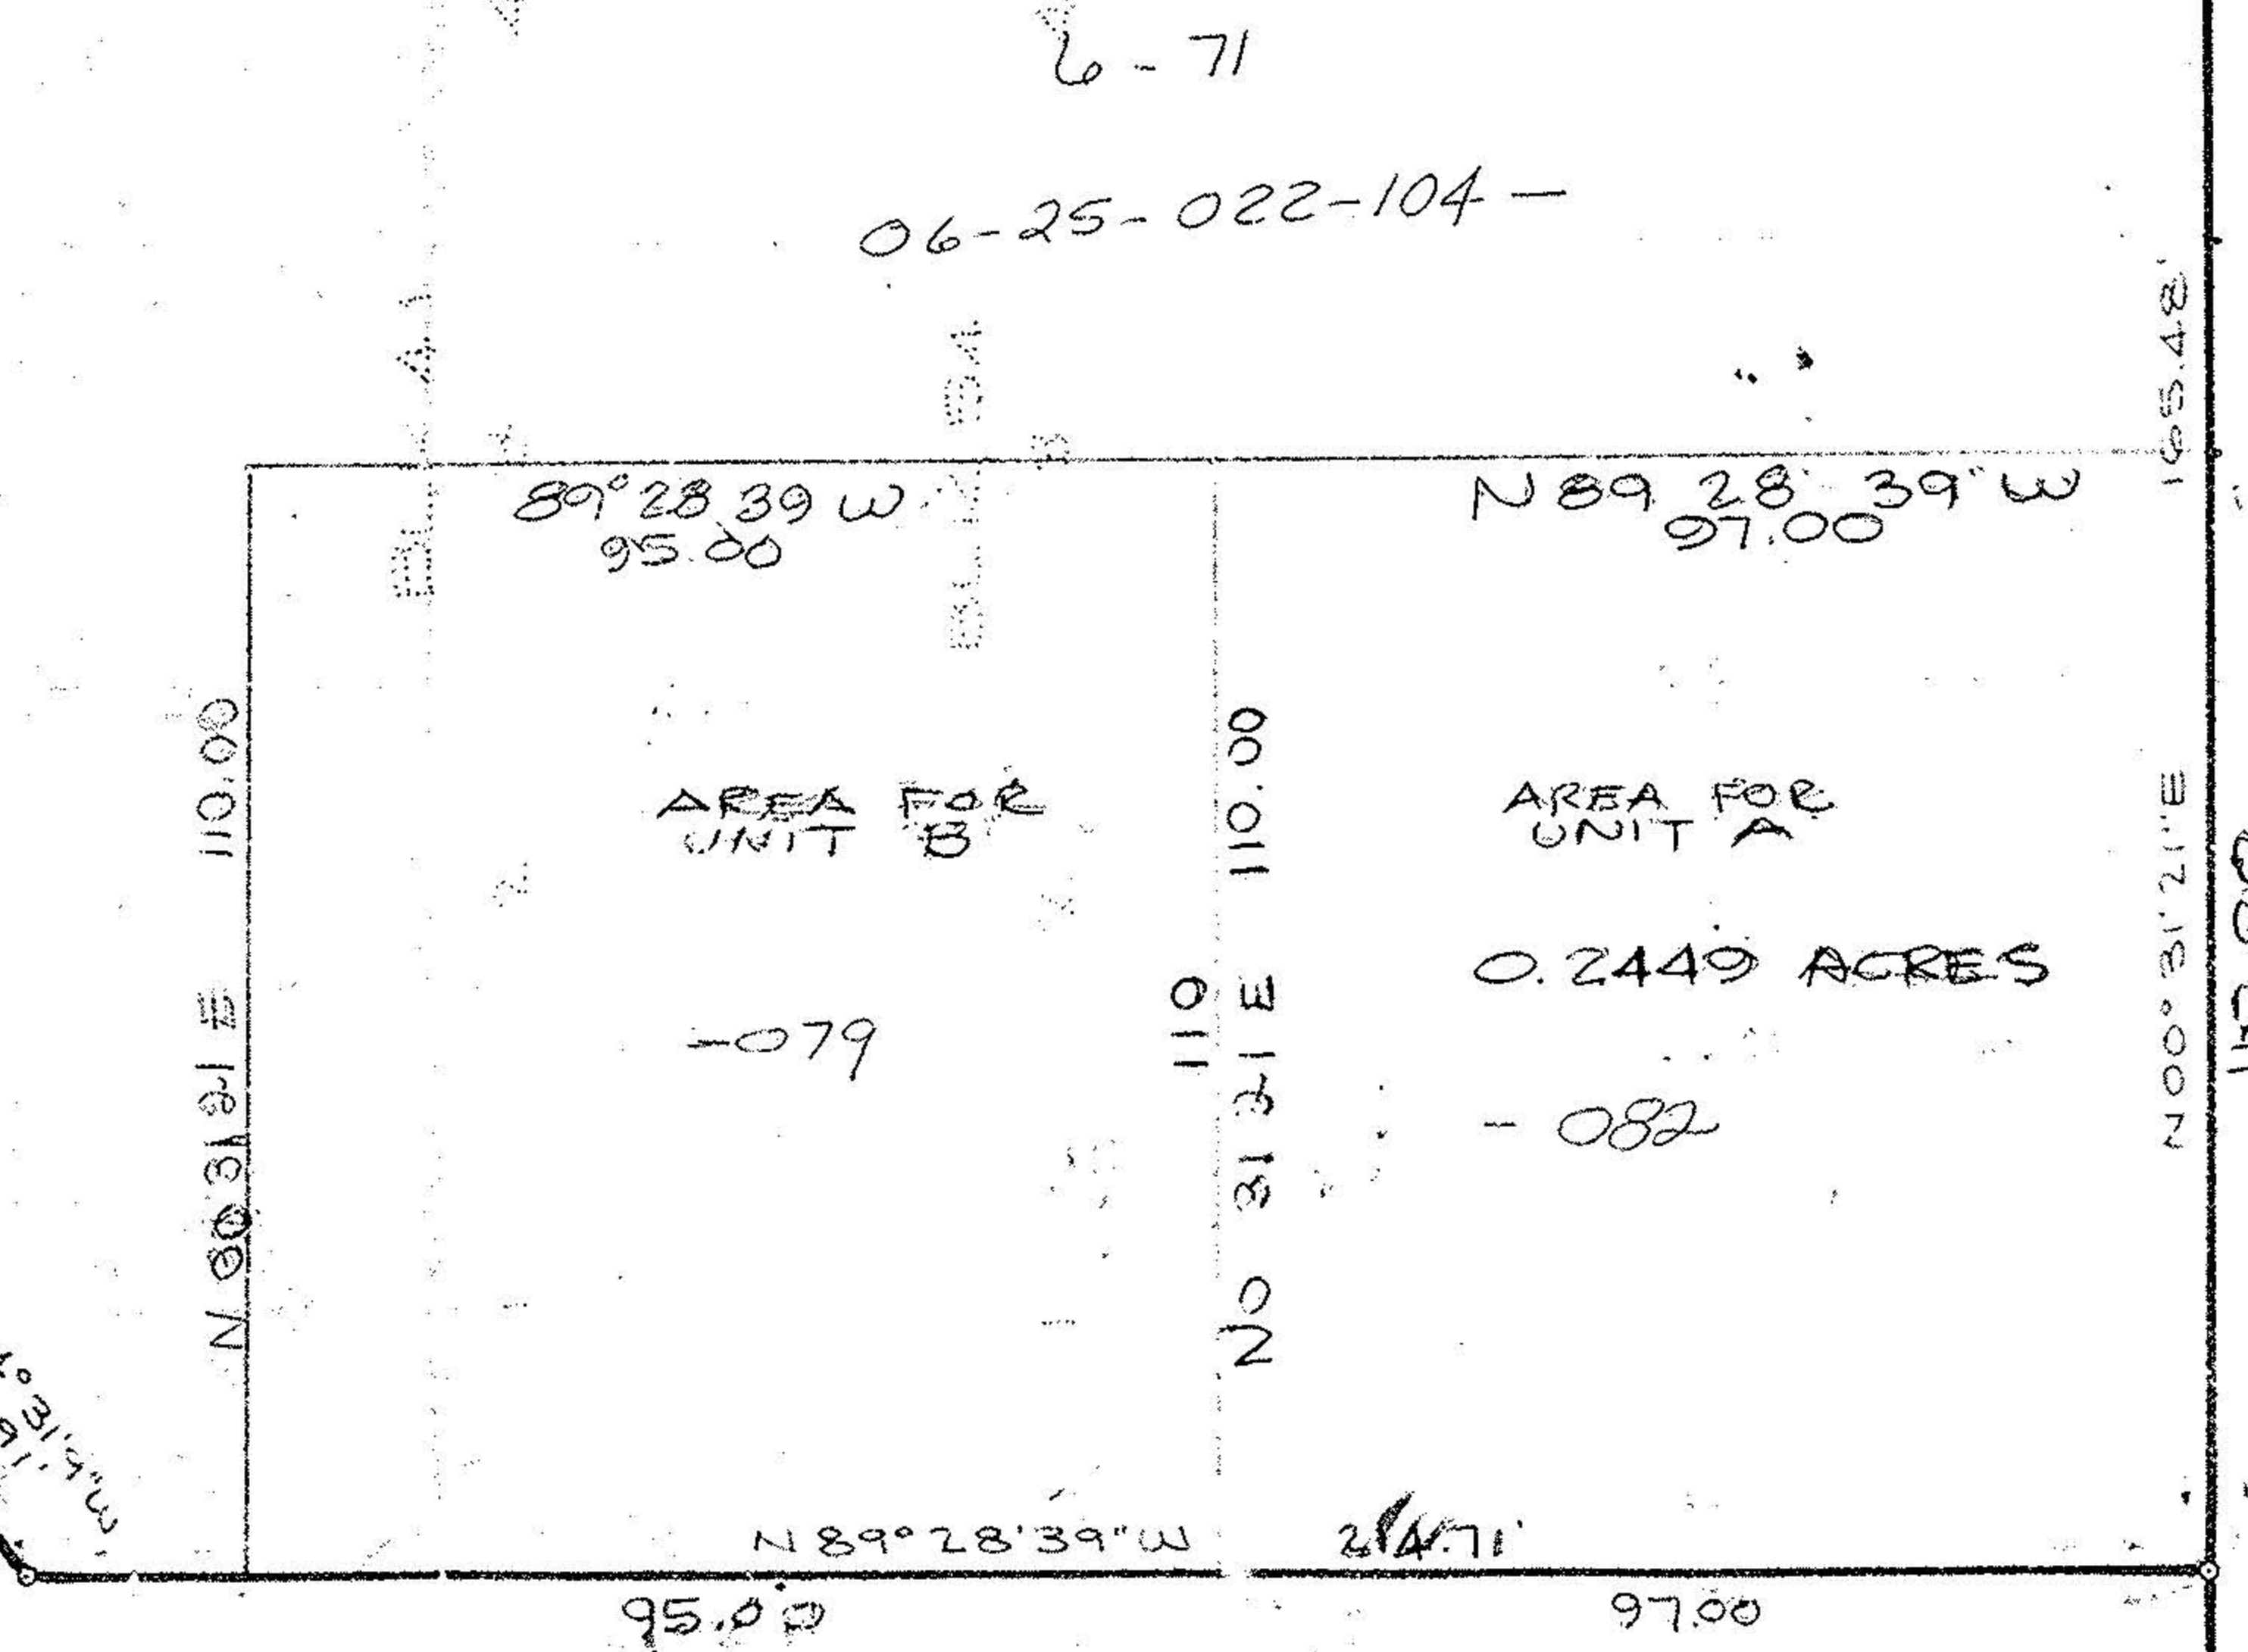 6-71
06-25-022-104-
165.48'
89°28 39 W
95.00
N 89 28' 39" W
97.00
110.00
N 00 31 21 E
AREA FOR
UNIT B
-079
110.00
110
N 0 31 21 E
AREA FOR
UNIT A
0.2449 ACRES
-082
N 00° 31' 21" E
N 89° 28' 39" W
214.71'
95.00
97.00